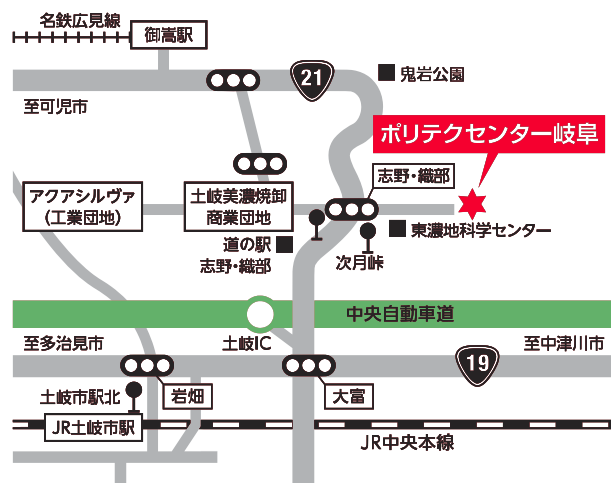 名鉄広見線
御嵩駅
21
鬼岩公園
至可児市
ポリテクセンター岐阜
志野・織部
アクアシルヴァ
（工業団地）
土岐美濃焼卸
商業団地
道の駅
志野・織部
次月峠
東濃地科学センター
中央自動車道
至多治見市
土岐IC
至中津川市
19
土岐市駅北
岩畑
大富
JR土岐市駅
JR中央本線